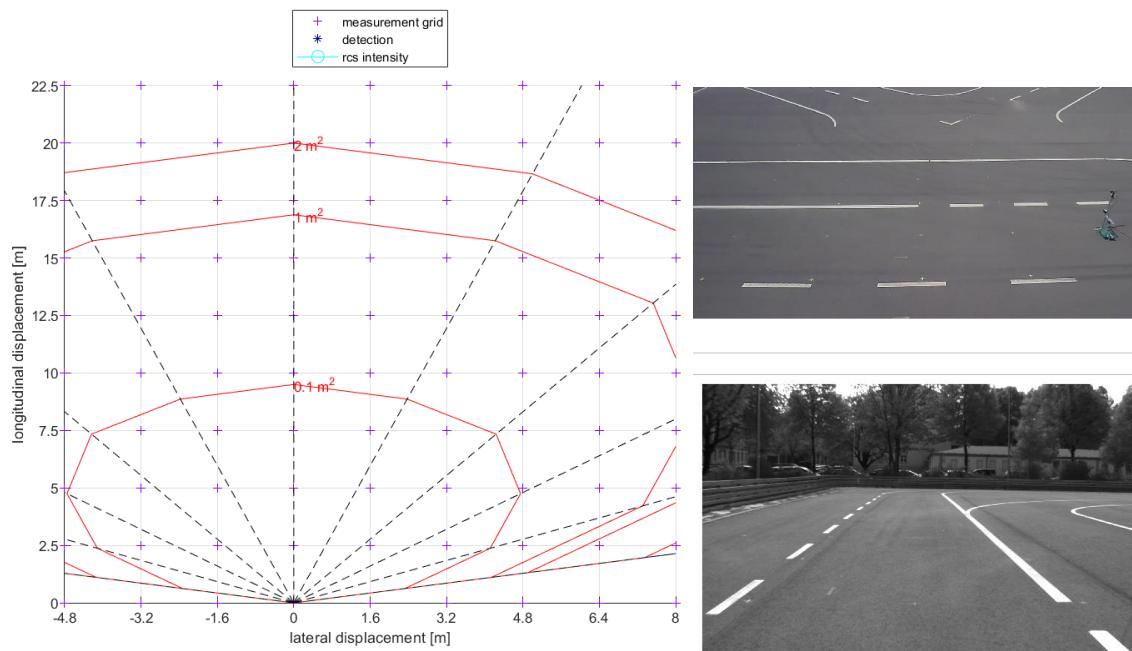 measurement grid
detection
rcs intensity
22.5
20
17.5
15
12.5
10
7.5
5
2.5
0
2 m²
1 m²
0.1 m²
-4.8 -3.2 -1.6 0 1.6 3.2 4.8 6.4 8
longitudinal displacement [m]
lateral displacement [m]